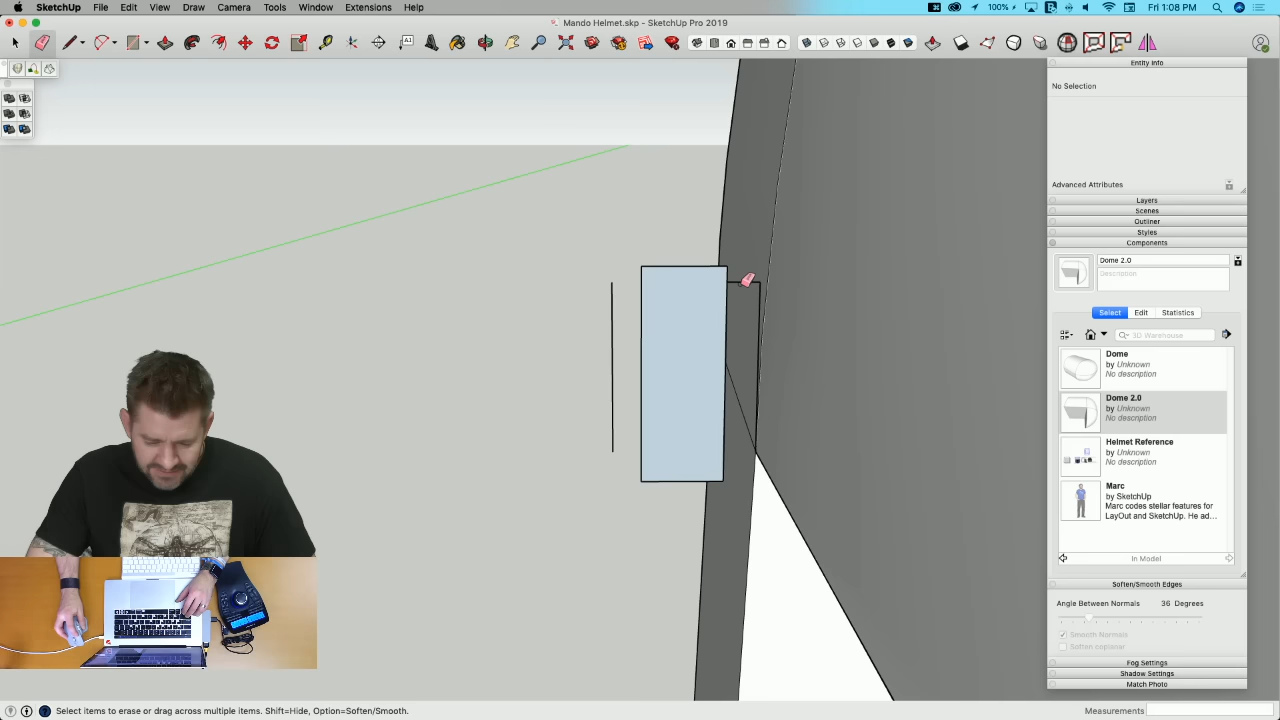 SketchUp File Edit View Draw Camera Tools Window Extensions Help
100% Fri 1:08 PM
Mando Helmet.skp - SketchUp Pro 2019
Entity Info
No Selection
Advanced Attributes
Layers
Scenes
Outliner
Styles
Components
Dome 2.0
Description
Select Edit Statistics
3D Warehouse
Dome
by Unknown
No description
Dome 2.0
by Unknown
No description
Helmet Reference
by Unknown
No description
Marc
by SketchUp
Marc codes stellar features for
LayOut and SketchUp. He ad...
In Model
Soften/Smooth Edges
Angle Between Normals 36 Degrees
Smooth Normals
Soften coplanar
Fog Settings
Shadow Settings
Match Photo
Select items to erase or drag across multiple items. Shift=Hide, Option=Soften/Smooth.
Measurements